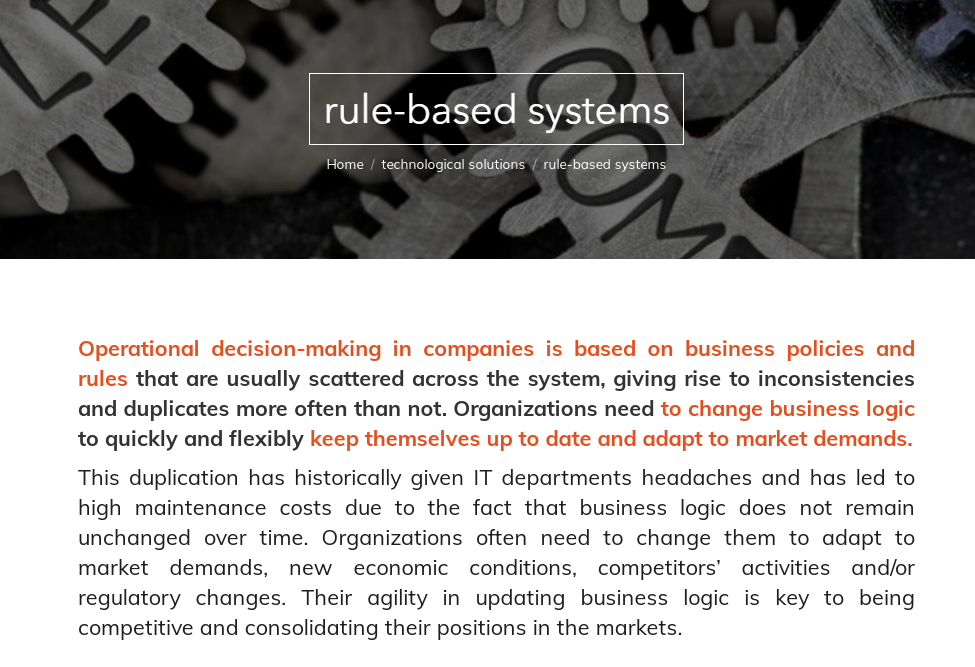 rule-based systems
Home / technological solutions / rule-based systems
Operational decision-making in companies is based on business policies and
rules that are usually scattered across the system, giving rise to inconsistencies
and duplicates more often than not. Organizations need to change business logic
to quickly and flexibly keep themselves up to date and adapt to market demands.
This duplication has historically given IT departments headaches and has led to
high maintenance costs due to the fact that business logic does not remain
unchanged over time. Organizations often need to change them to adapt to
market demands, new economic conditions, competitors’ activities and/or
regulatory changes. Their agility in updating business logic is key to being
competitive and consolidating their positions in the markets.